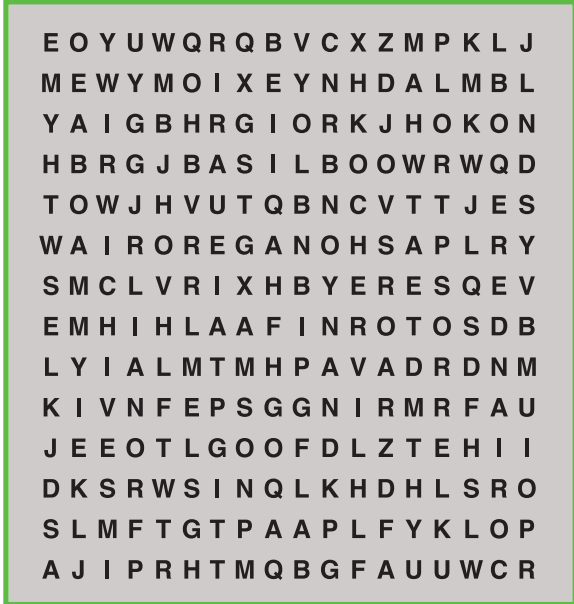 E O Y U W Q R Q B V C X Z M P K L J
M E W Y M O I X E Y N H D A L M B L
Y A I G B H R G I O R K J H O K O N
H B R G J B A S I L B O O W R W Q D
T O W J H V U T Q B N C V T T J E S
W A I R O R E G A N O H S A P L R Y
S M C L V R I X H B Y E R E S Q E V
E M H I H L A A F I N R O T O S D B
L Y I A L M T M H P A V A D R D N M
K I V N F E P S G G N I R M R F A U
J E E O T L G O O F D L Z T E H I I
D K S R W S I N Q L K H D H L S R O
S L M F T G T P A A P L F Y K L O P
A J I P R H T M Q B G F A U U W C R